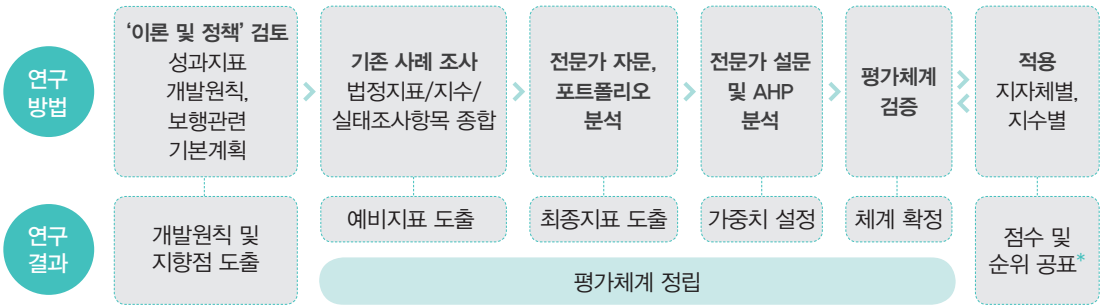 연구
방법
‘이론 및 정책’ 검토
성과지표
개발원칙,
보행관련
기본계획
기존 사례 조사
법정지표/지수/
실태조사항목 종합
전문가 자문,
포트폴리오
분석
전문가 설문
및 AHP
분석
평가체계
검증
적용
지자체별,
지수별
연구
결과
개발원칙 및
지향점 도출
예비지표 도출
최종지표 도출
가중치 설정
체계 확정
평가체계 정립
점수 및
순위 공표*